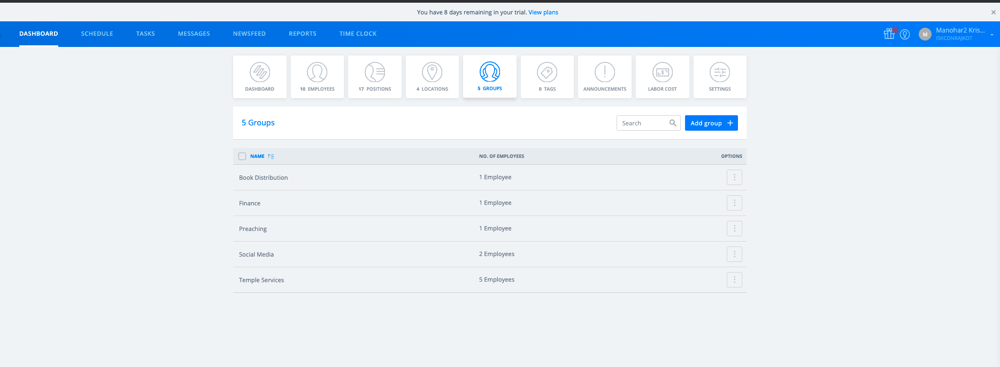 You have 8 days remaining in your trial. View plans
DASHBOARD SCHEDULE TASKS MESSAGES NEWSFEED REPORTS TIME CLOCK
M Manohar2 Kris...
ISKCONRAJKOT
DASHBOARD 10 EMPLOYEES 17 POSITIONS 4 LOCATIONS 5 GROUPS 0 TAGS ANNOUNCEMENTS LABOR COST SETTINGS
5 Groups Search Add group
NAME NO. OF EMPLOYEES OPTIONS
Book Distribution 1 Employee
Finance 1 Employee
Preaching 1 Employee
Social Media 2 Employees
Temple Services 5 Employees